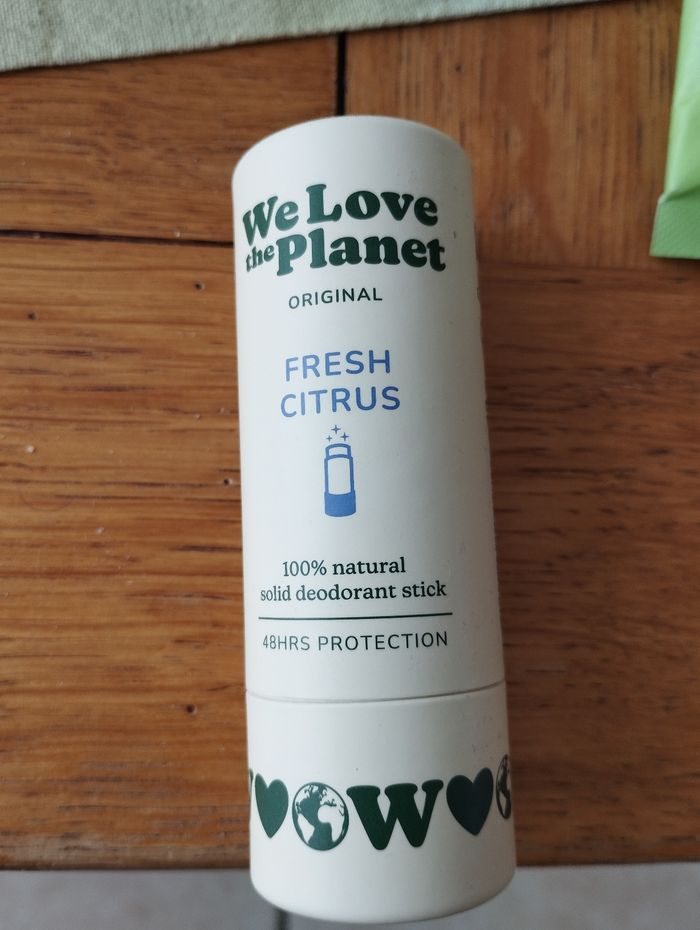 We Love
the Planet
ORIGINAL
FRESH
CITRUS
100% natural
solid deodorant stick
48HRS PROTECTION
W